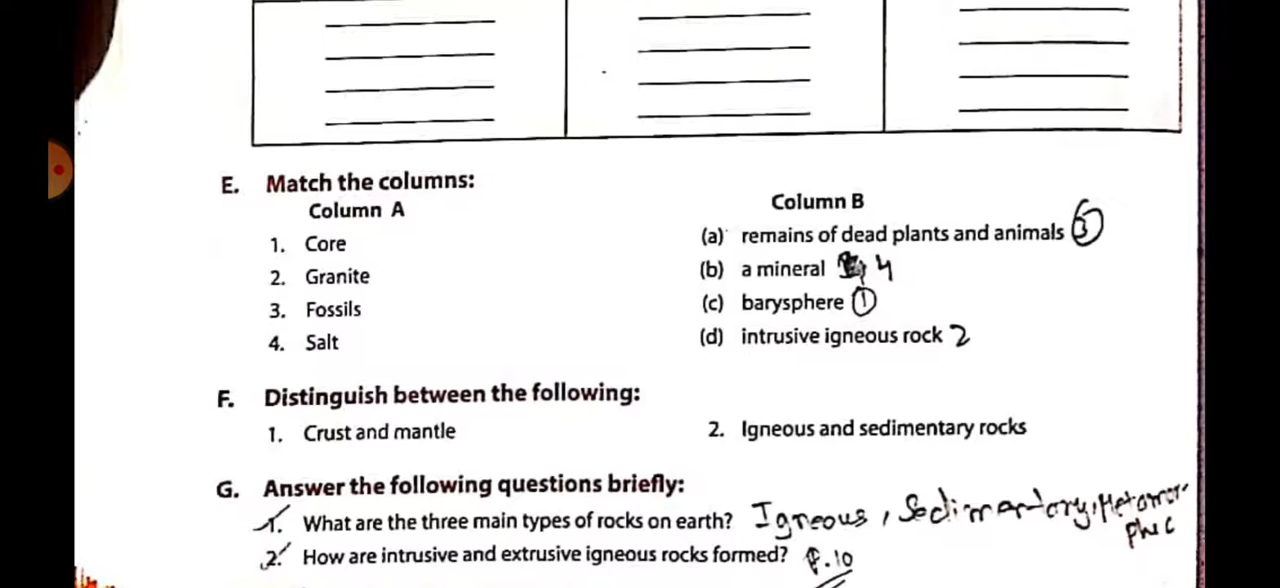 E. Match the columns:
Column A Column B
1. Core (a) remains of dead plants and animals 3
2. Granite (b) a mineral 4
3. Fossils (c) barysphere 1
4. Salt (d) intrusive igneous rock 2
F. Distinguish between the following:
1. Crust and mantle 2. Igneous and sedimentary rocks
G. Answer the following questions briefly:
1. What are the three main types of rocks on earth? Igneous, Sedimentary, Metamor-
phic
2. How are intrusive and extrusive igneous rocks formed? P.10